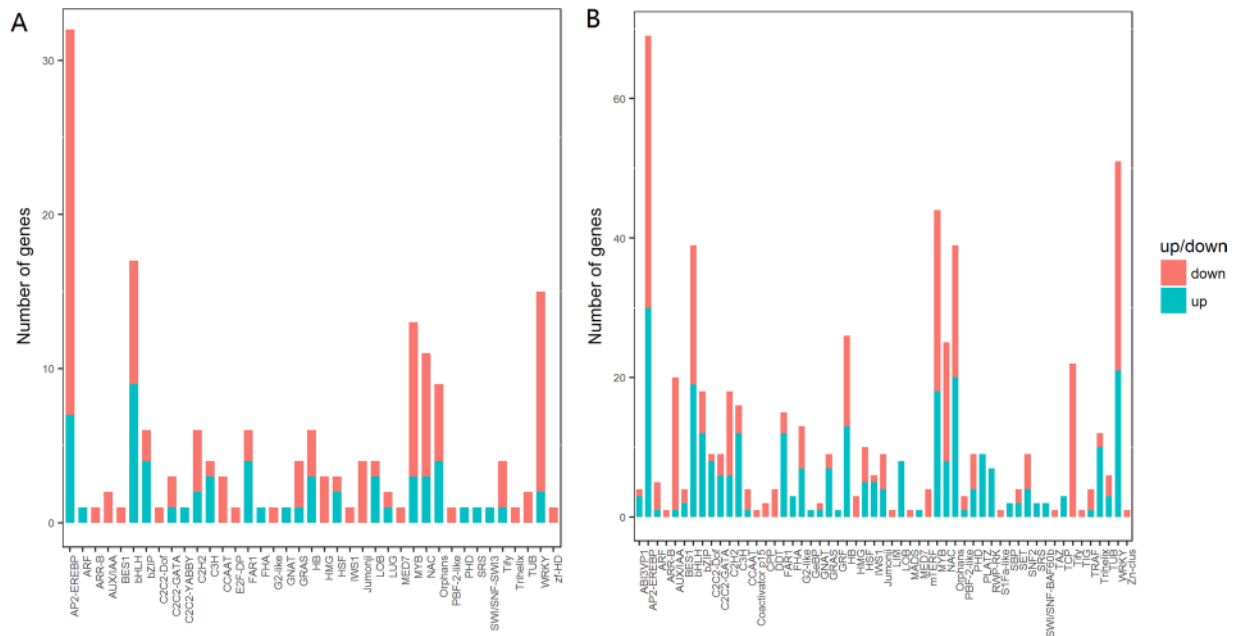 A
Number of genes
30
20
10
0
AP2-EREBP
ARF
ARR-B
AUX/IAA
BES1
bHLH
bZIP
C2C2-Dof
C2C2-GATA
C2C2-YABBY
C2H2
C3H
CCAAT
E2F-DP
FAR1
FHA
G2-like
GNAT
GRAS
HB
HMG
HSF
IWS1
Jumonji
LOB
LUG
MED7
MYB
NAC
Orphans
PBF-2-like
PHD
SRS
SWI/SNF-SWI3
Tify
Trihelix
TUB
WRKY
zf-HD
B
Number of genes
60
40
20
0
ABI3VP1
AP2-EREBP
ARF
ARR-B
AUX/IAA
BES1
bHLH
bZIP
C2C2-Dof
C2C2-GATA
C2H2
C3H
CCAAT
Coactivator p15
CPP
DDT
FAR1
FHA
G2-like
GeBP
GNAT
GRAS
GRF
HB
HMG
HSF
IWS1
Jumonji
LIM
LOB
MADS
MED7
mTERF
MYB
NAC
Orphans
PBF-2-like
PHD
PLATZ
RWP-RK
S1Fa-like
SBP
SET
SNF2
SRS
SWI/SNF-BAF60b
TAZ
TCP
Tify
TIG
TRAF
Trihelix
TUB
WRKY
Zn-clus
up/down
down
up